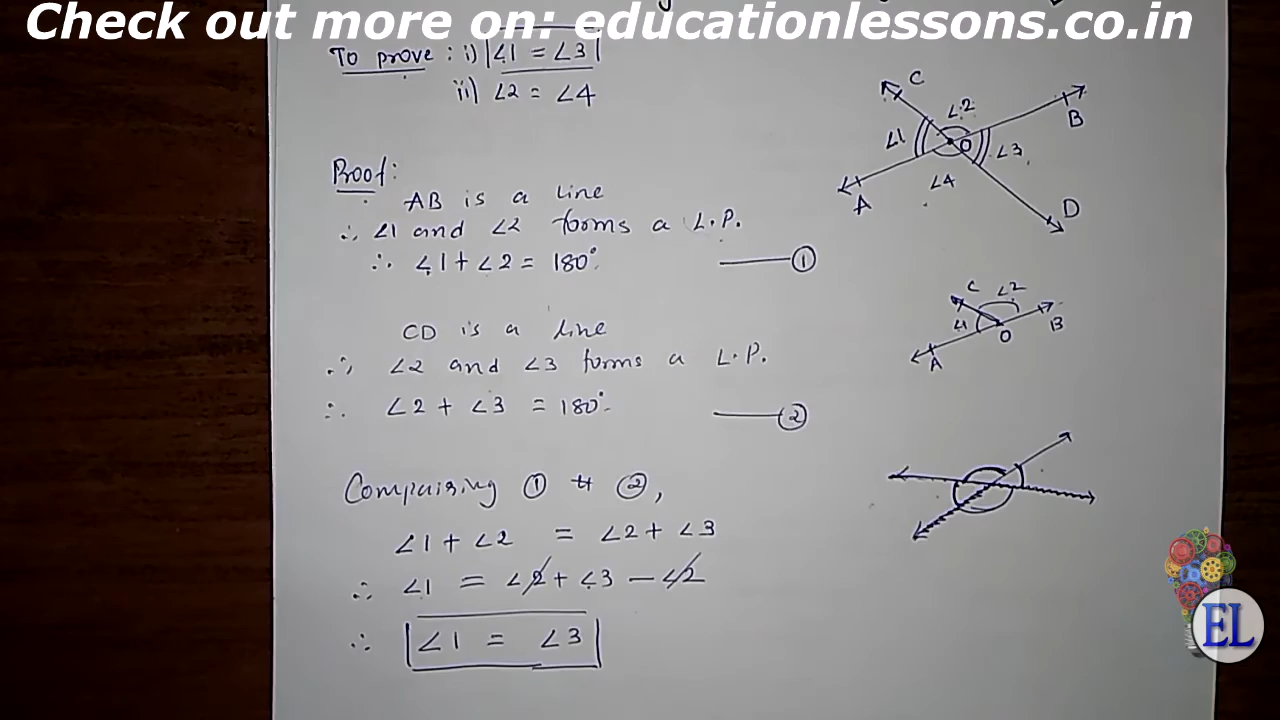 Check out more on: educationlessons.co.in
To prove : i) ∠1 = ∠3
ii) ∠2 = ∠4
Proof:
AB is a line
∴ ∠1 and ∠2 forms a L.P.
∴ ∠1 + ∠2 = 180° ①
CD is a line
∴ ∠2 and ∠3 forms a L.P.
∴ ∠2 + ∠3 = 180° ②
Compairing ① & ②,
∠1 + ∠2 = ∠2 + ∠3
∴ ∠1 = ∠2 + ∠3 − ∠2
∴ ∠1 = ∠3
C
∠2
B
∠1
O
∠3
∠4
A
D
C
∠2
∠1
B
O
A
EL